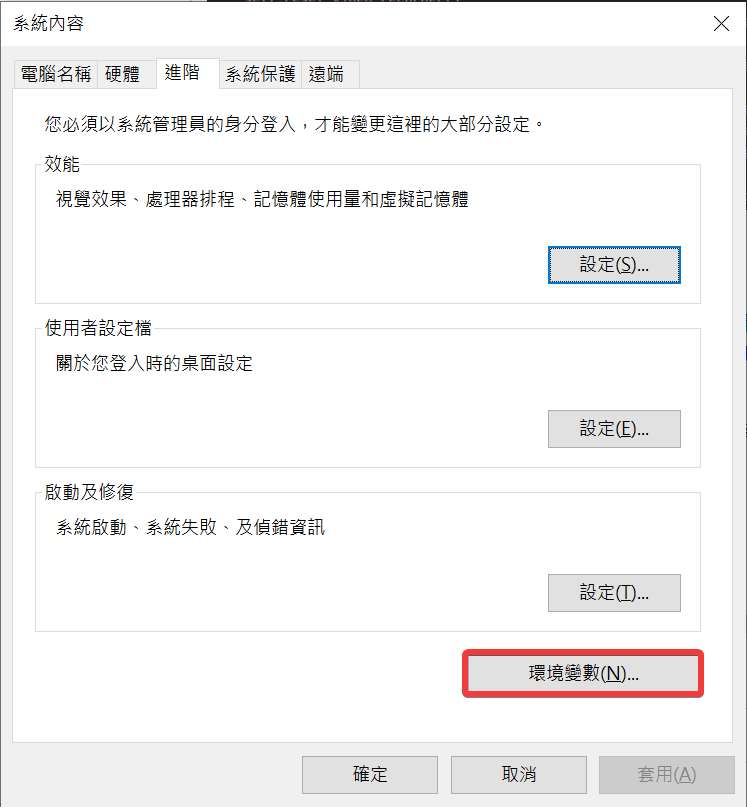 系統內容
電腦名稱 硬體 進階 系統保護 遠端
您必須以系統管理員的身分登入，才能變更這裡的大部分設定。
效能
視覺效果、處理器排程、記憶體使用量和虛擬記憶體
設定(S)...
使用者設定檔
關於您登入時的桌面設定
設定(E)...
啟動及修復
系統啟動、系統失敗、及偵錯資訊
設定(T)...
環境變數(N)...
確定 取消 套用(A)